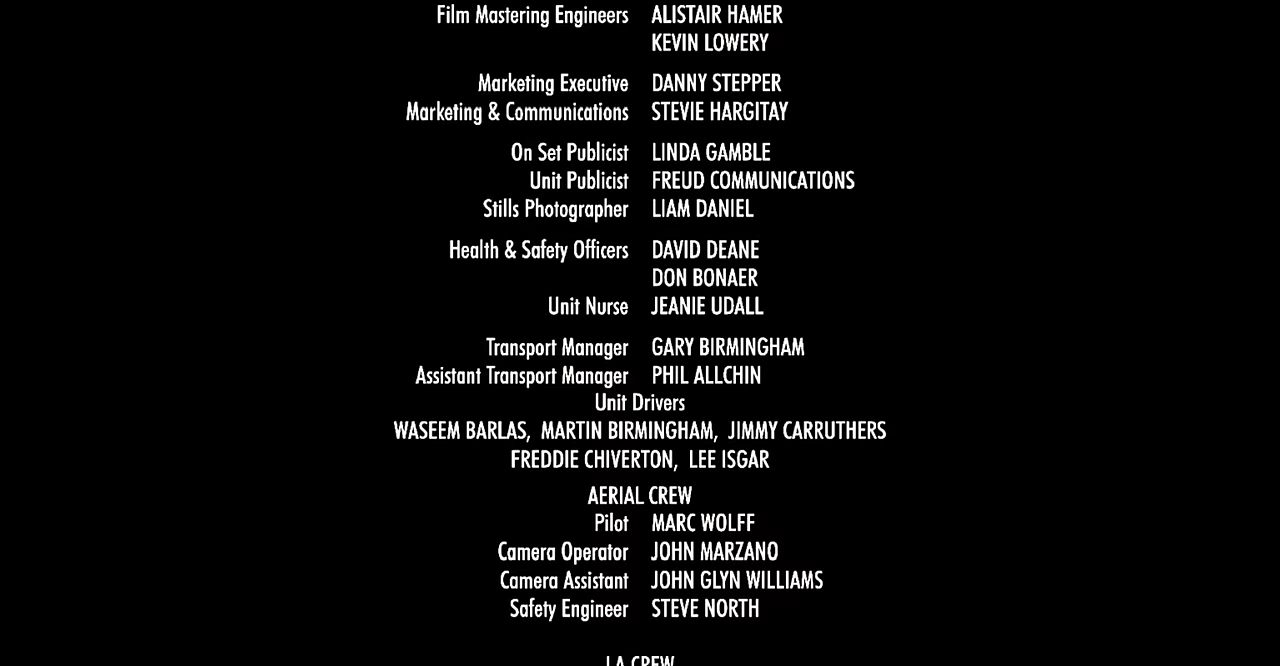 Film Mastering Engineers ALISTAIR HAMER
KEVIN LOWERY
Marketing Executive DANNY STEPPER
Marketing & Communications STEVIE HARGITAY
On Set Publicist LINDA GAMBLE
Unit Publicist FREUD COMMUNICATIONS
Stills Photographer LIAM DANIEL
Health & Safety Officers DAVID DEANE
DON BONAER
Unit Nurse JEANIE UDALL
Transport Manager GARY BIRMINGHAM
Assistant Transport Manager PHIL ALLCHIN
Unit Drivers
WASEEM BARLAS, MARTIN BIRMINGHAM, JIMMY CARRUTHERS
FREDDIE CHIVERTON, LEE ISGAR
AERIAL CREW
Pilot MARC WOLFF
Camera Operator JOHN MARZANO
Camera Assistant JOHN GLYN WILLIAMS
Safety Engineer STEVE NORTH
LA CREW